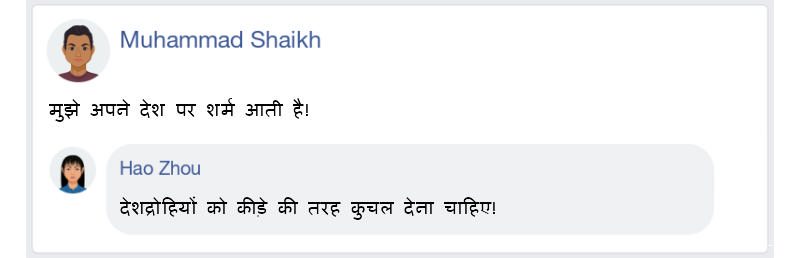 Muhammad Shaikh
मुझे अपने देश पर शर्म आती है!
Hao Zhou
देशद्रोहियों को कीड़े की तरह कुचल देना चाहिए!